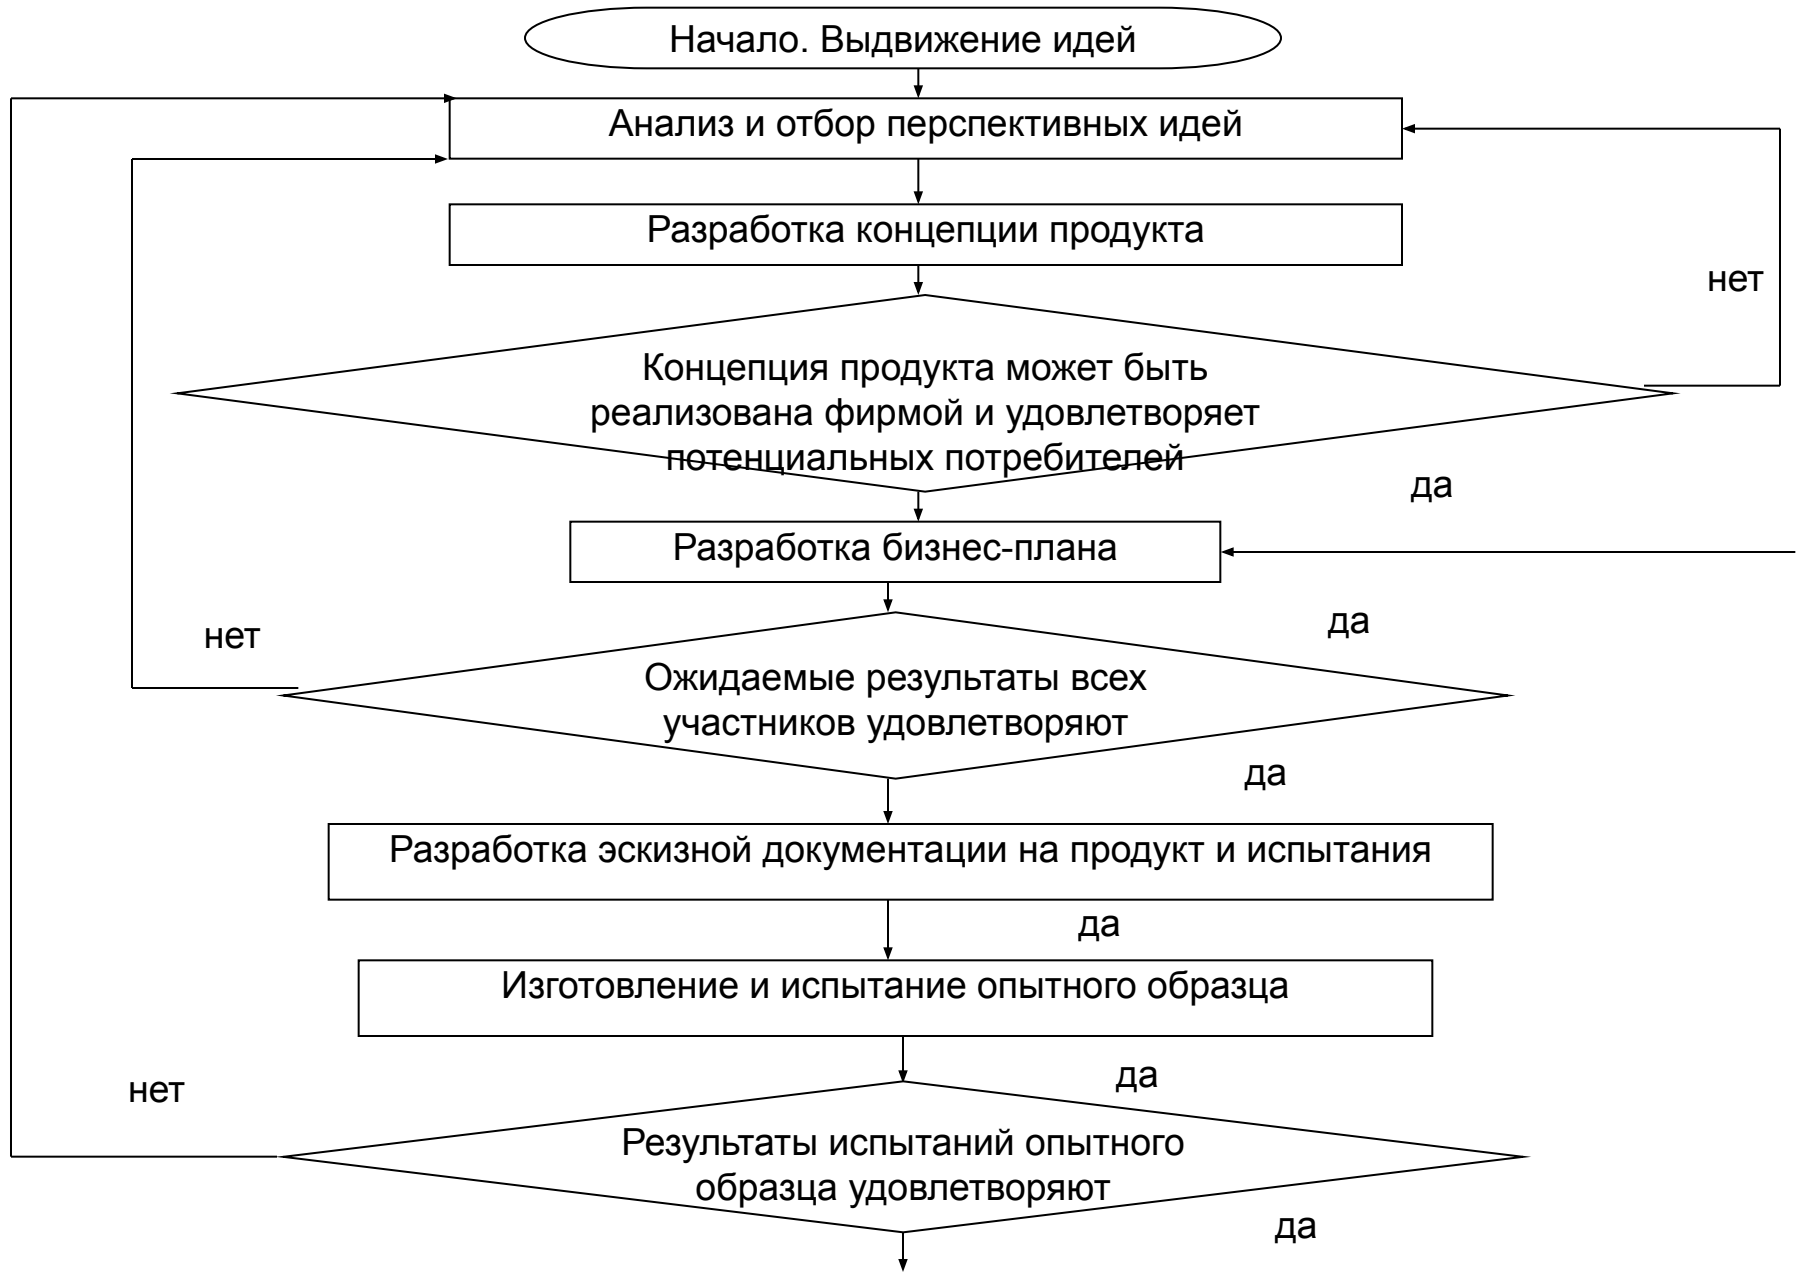 Начало. Выдвижение идей
Анализ и отбор перспективных идей
Разработка концепции продукта
нет
Концепция продукта может быть
реализована фирмой и удовлетворяет
потенциальных потребителей
да
Разработка бизнес-плана
да
нет
Ожидаемые результаты всех
участников удовлетворяют
да
Разработка эскизной документации на продукт и испытания
да
Изготовление и испытание опытного образца
да
нет
Результаты испытаний опытного
образца удовлетворяют
да